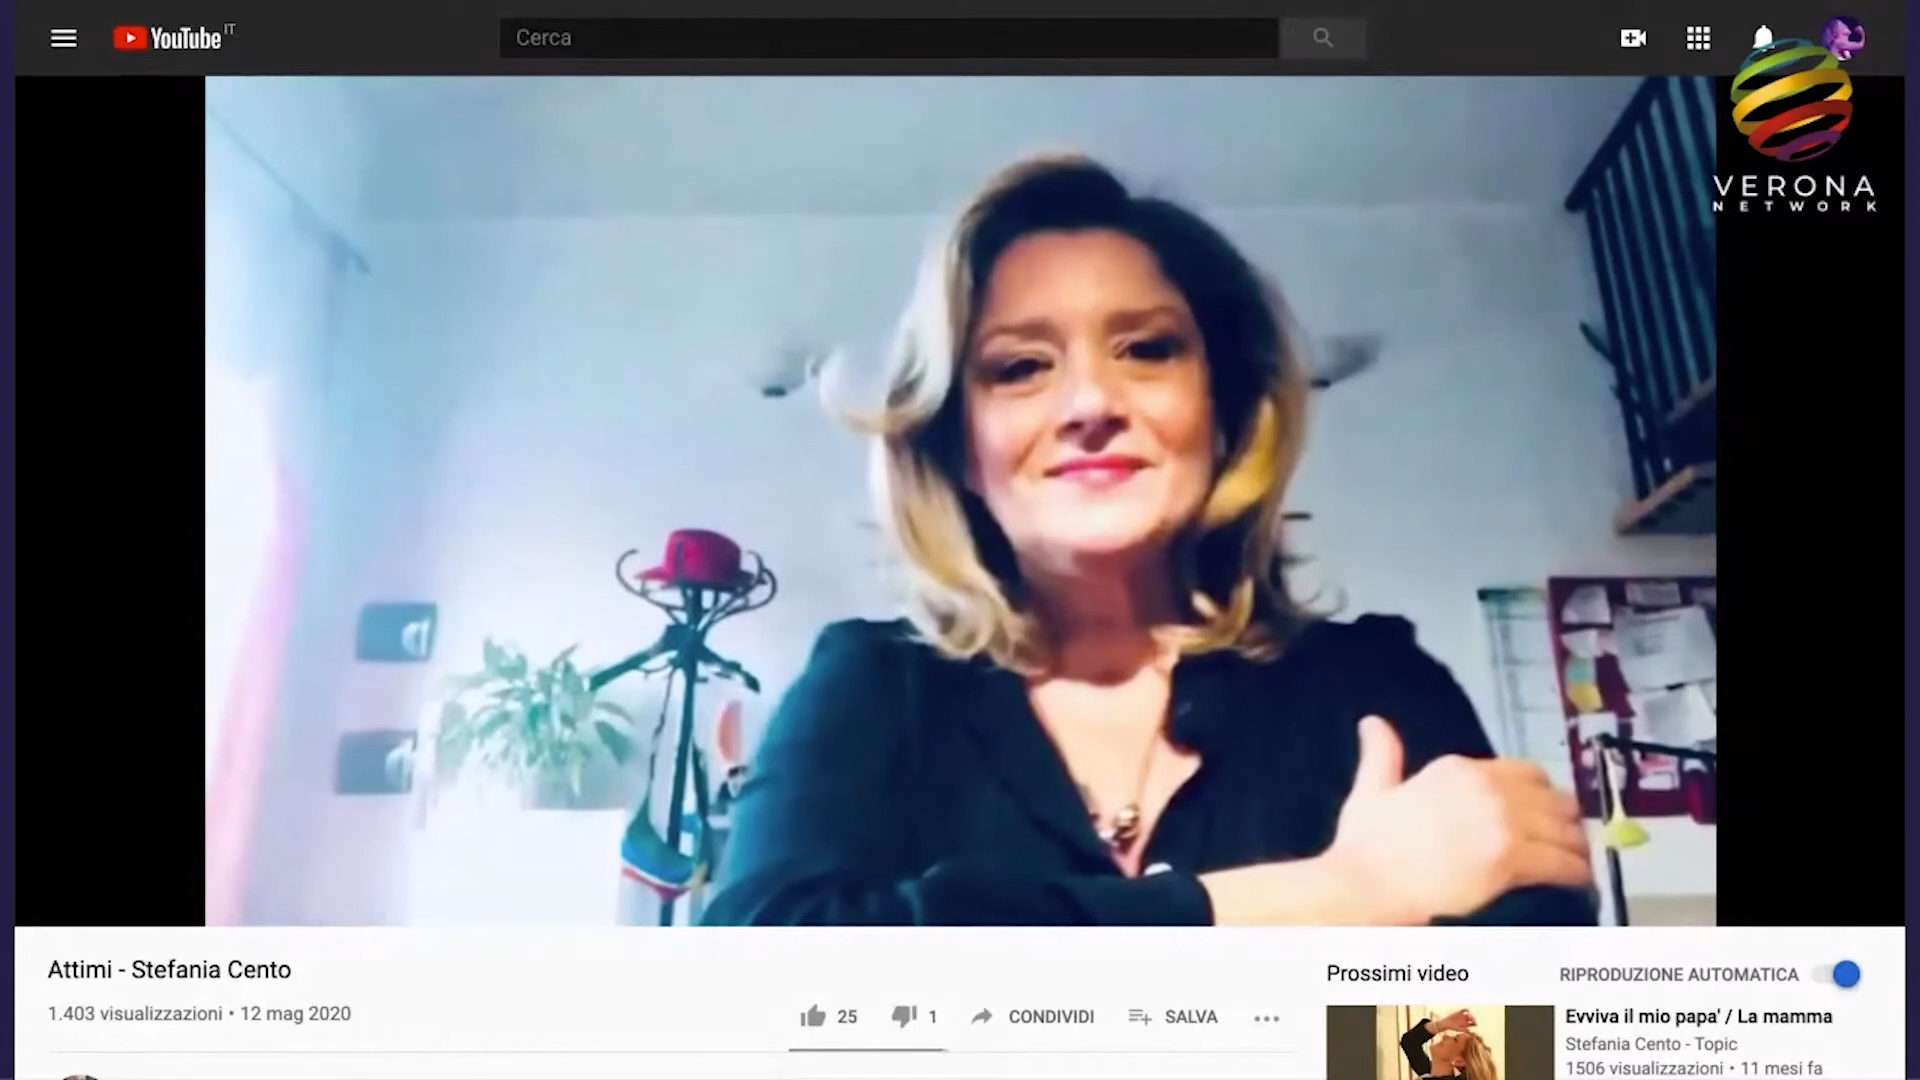 YouTube IT
Cerca
VERONA
NETWORK
Attimi - Stefania Cento
1.403 visualizzazioni • 12 mag 2020
25
1
CONDIVIDI
SALVA
Prossimi video
RIPRODUZIONE AUTOMATICA
Evviva il mio papa' / La mamma
Stefania Cento - Topic
1506 visualizzazioni • 11 mesi fa